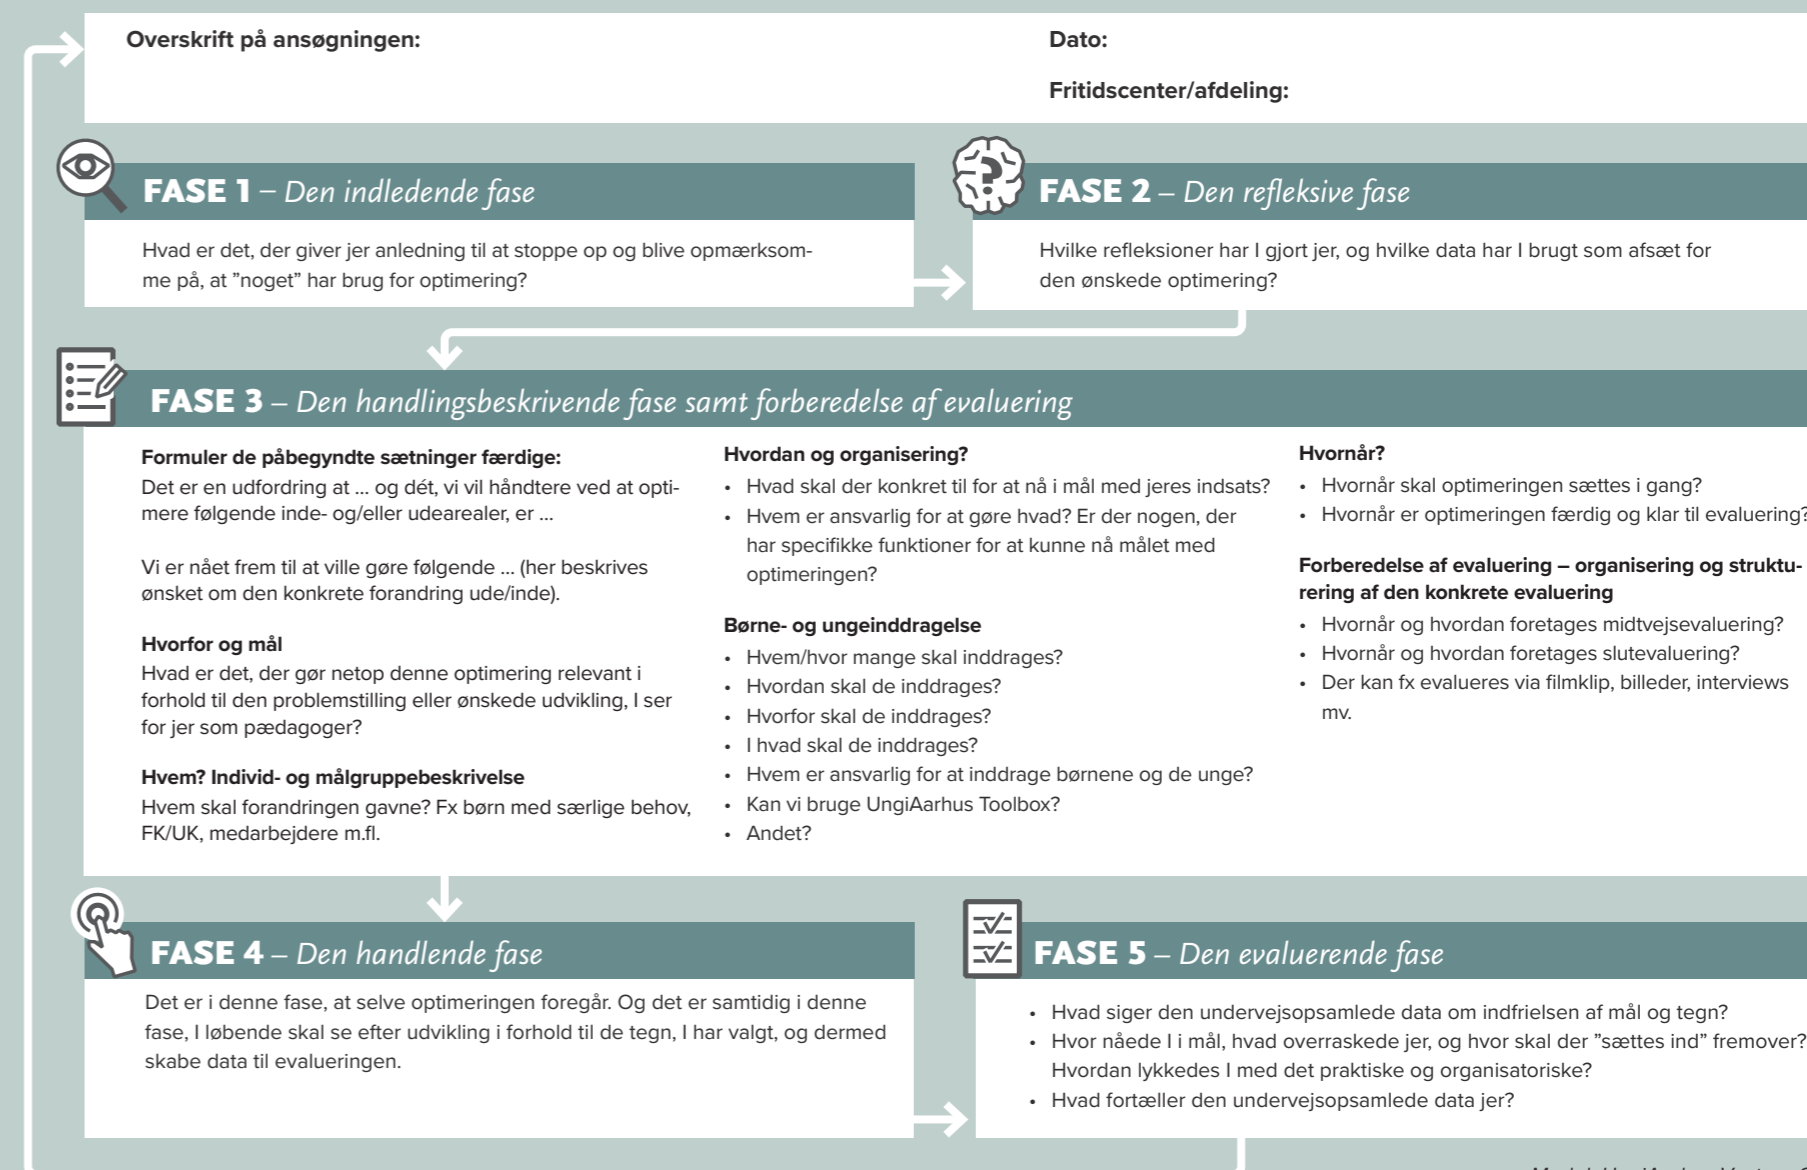 Overskrift på ansøgningen:
Dato:
Fritidscenter/afdeling:
FASE 1 – Den indledende fase
Hvad er det, der giver jer anledning til at stoppe op og blive opmærksom-
me på, at ”noget” har brug for optimering?
FASE 2 – Den refleksive fase
Hvilke refleksioner har I gjort jer, og hvilke data har I brugt som afsæt for
den ønskede optimering?
FASE 3 – Den handlingsbeskrivende fase samt forberedelse af evaluering
Formuler de påbegyndte sætninger færdige:
Det er en udfordring at ... og dét, vi vil håndtere ved at opti-
mere følgende inde- og/eller udearealer, er ...
Vi er nået frem til at ville gøre følgende ... (her beskrives
ønsket om den konkrete forandring ude/inde).
Hvorfor og mål
Hvad er det, der gør netop denne optimering relevant i
forhold til den problemstilling eller ønskede udvikling, I ser
for jer som pædagoger?
Hvem? Individ- og målgruppebeskrivelse
Hvem skal forandringen gavne? Fx børn med særlige behov,
FK/UK, medarbejdere m.fl.
Hvordan og organisering?
• Hvad skal der konkret til for at nå i mål med jeres indsats?
• Hvem er ansvarlig for at gøre hvad? Er der nogen, der
har specifikke funktioner for at kunne nå målet med
optimeringen?
Børne- og ungeinddragelse
• Hvem/hvor mange skal inddrages?
• Hvordan skal de inddrages?
• Hvorfor skal de inddrages?
• I hvad skal de inddrages?
• Hvem er ansvarlig for at inddrage børnene og de unge?
• Kan vi bruge UngiAarhus Toolbox?
• Andet?
Hvornår?
• Hvornår skal optimeringen sættes i gang?
• Hvornår er optimeringen færdig og klar til evaluering?
Forberedelse af evaluering – organisering og struktu-
rering af den konkrete evaluering
• Hvornår og hvordan foretages midtvejsevaluering?
• Hvornår og hvordan foretages slutevaluering?
• Der kan fx evalueres via filmklip, billeder, interviews
mv.
FASE 4 – Den handlende fase
Det er i denne fase, at selve optimeringen foregår. Og det er samtidig i denne
fase, I løbende skal se efter udvikling i forhold til de tegn, I har valgt, og dermed
skabe data til evalueringen.
FASE 5 – Den evaluerende fase
• Hvad siger den undervejsopsamlede data om indfrielsen af mål og tegn?
• Hvor nåede I i mål, hvad overraskede jer, og hvor skal der ”sættes ind” fremover?
Hvordan lykkedes I med det praktiske og organisatoriske?
• Hvad fortæller den undervejsopsamlede data jer?